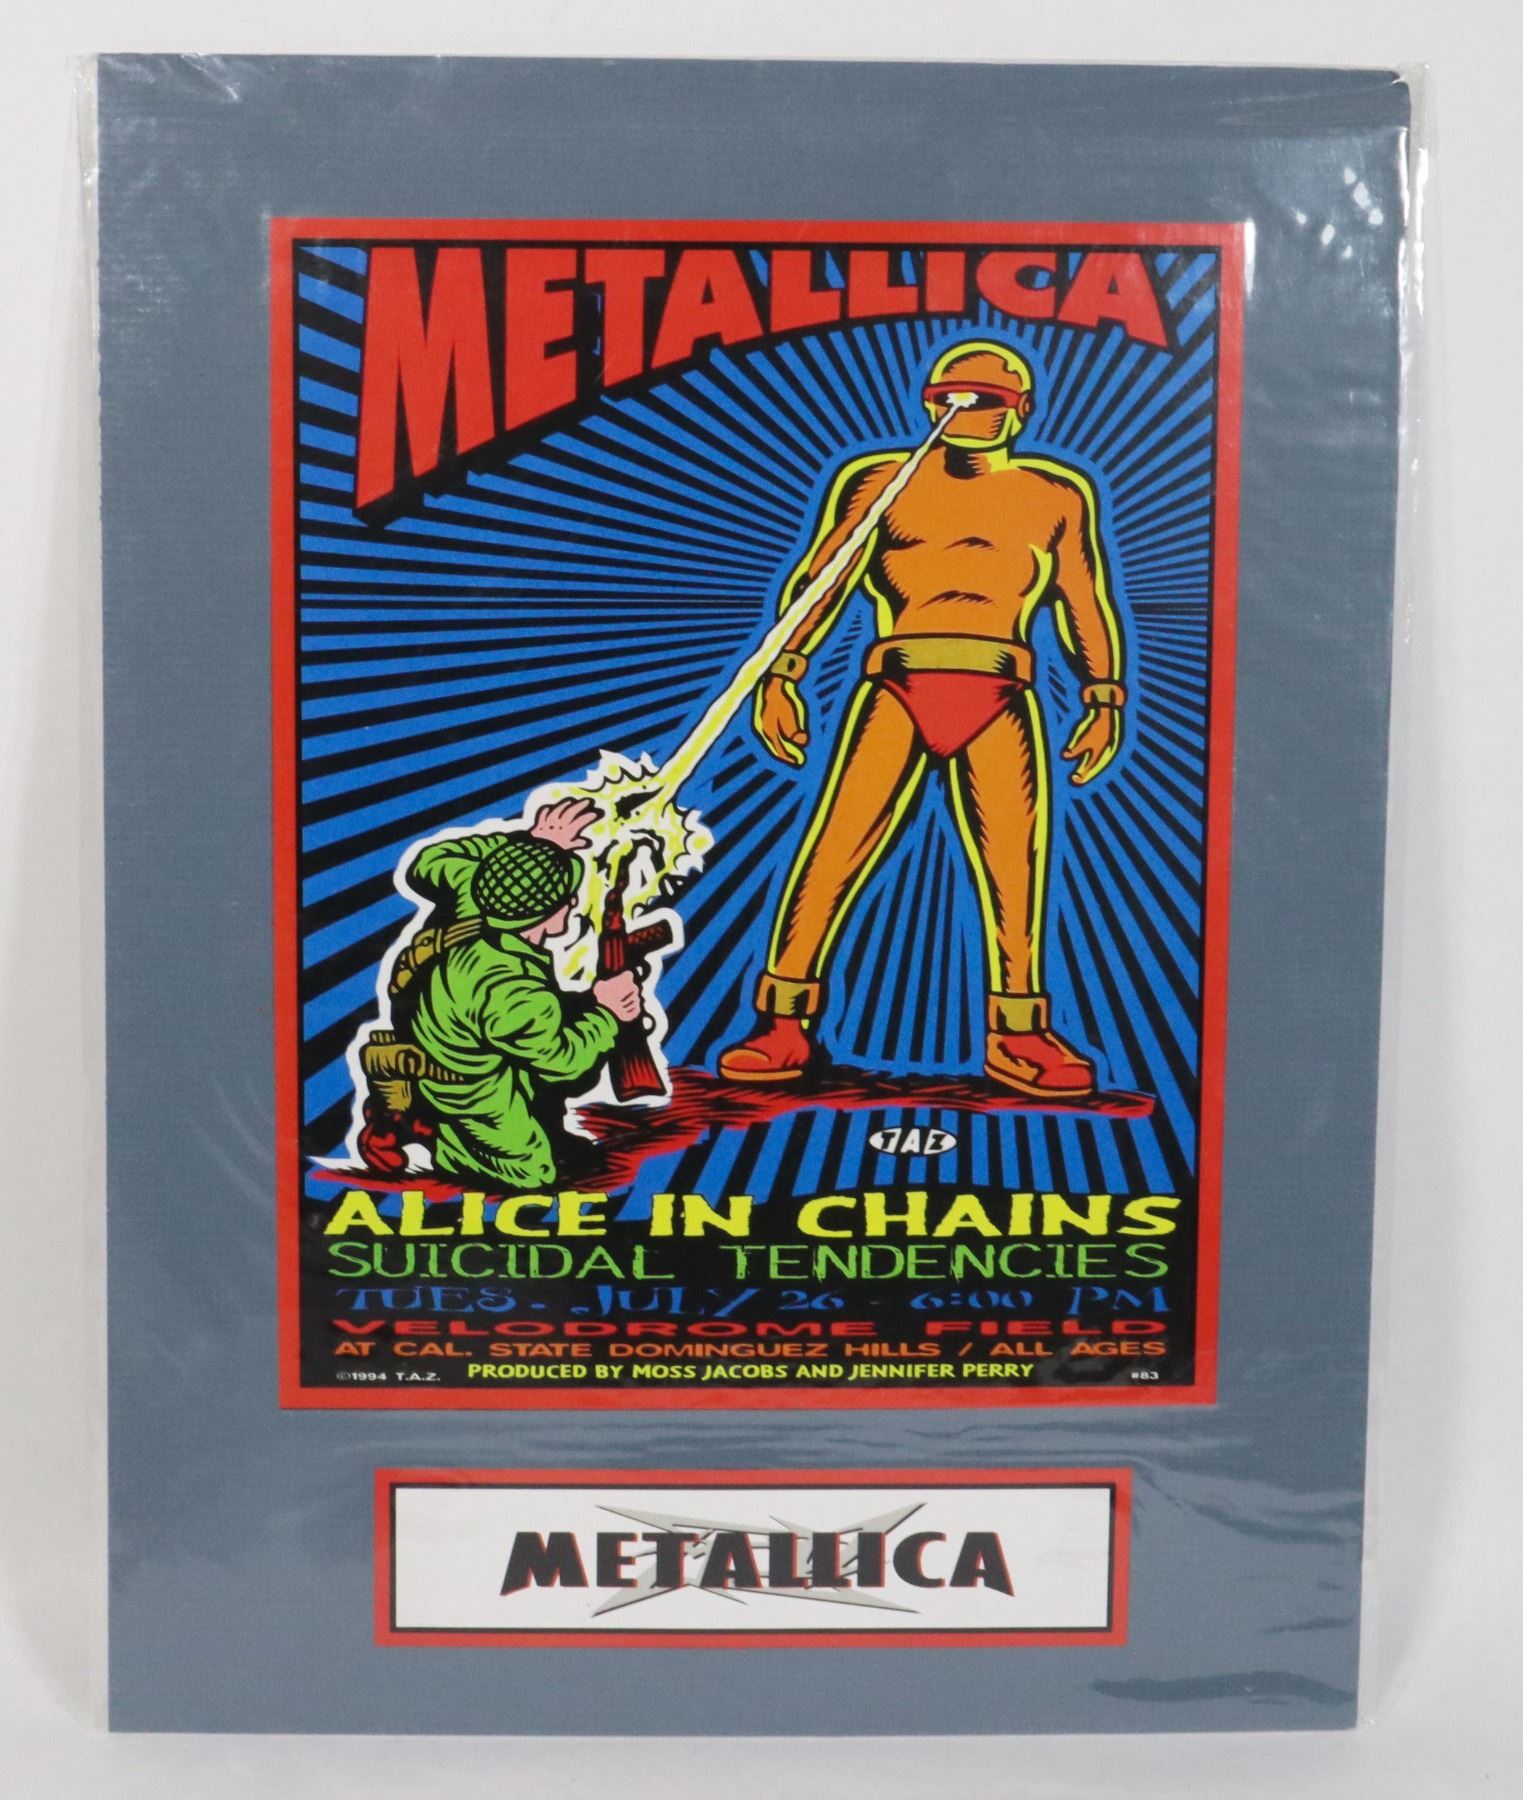 METALLICA
TAZ
ALICE IN CHAINS
SUICIDAL TENDENCIES
TUES. JULY 26 - 6:00 PM
VELODROME FIELD
AT CAL. STATE DOMINGUEZ HILLS / ALL AGES
©1994 T.A.Z. PRODUCED BY MOSS JACOBS AND JENNIFER PERRY #83
METALLICA